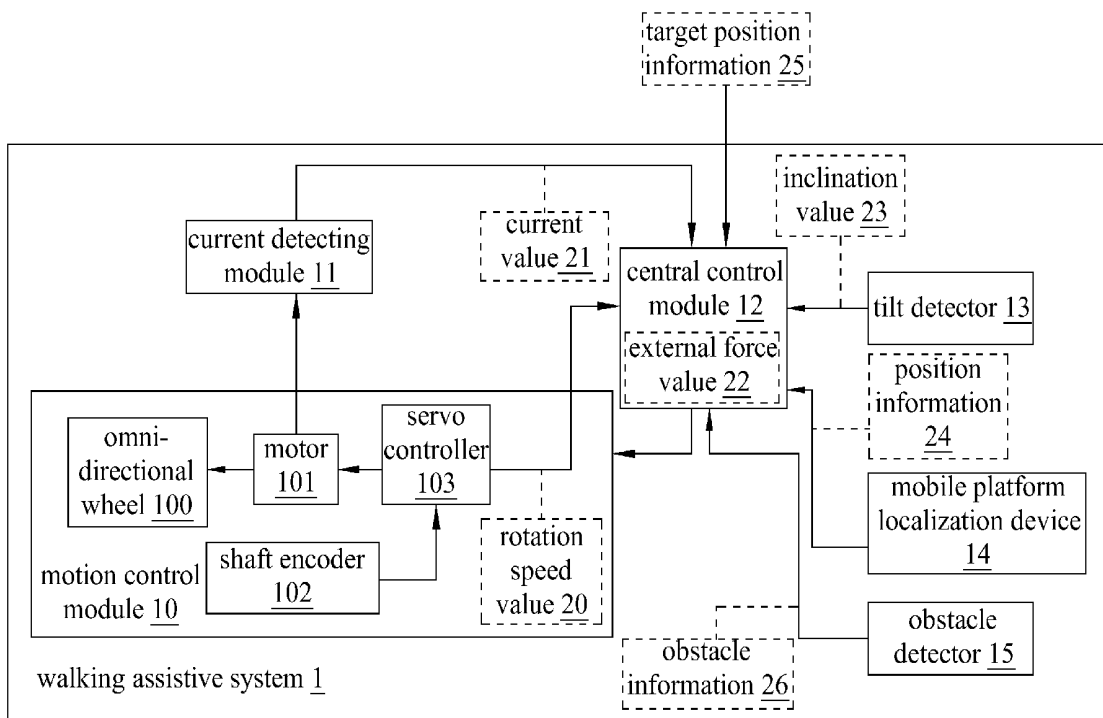 target position
information 25
inclination
value 23
current detecting
module 11
current
value 21
central control
module 12
external force
value 22
tilt detector 13
position
information
24
omni-
directional
wheel 100
motor
101
servo
controller
103
mobile platform
localization device
14
shaft encoder
102
motion control
module 10
rotation
speed
value 20
obstacle
detector 15
obstacle
information 26
walking assistive system 1